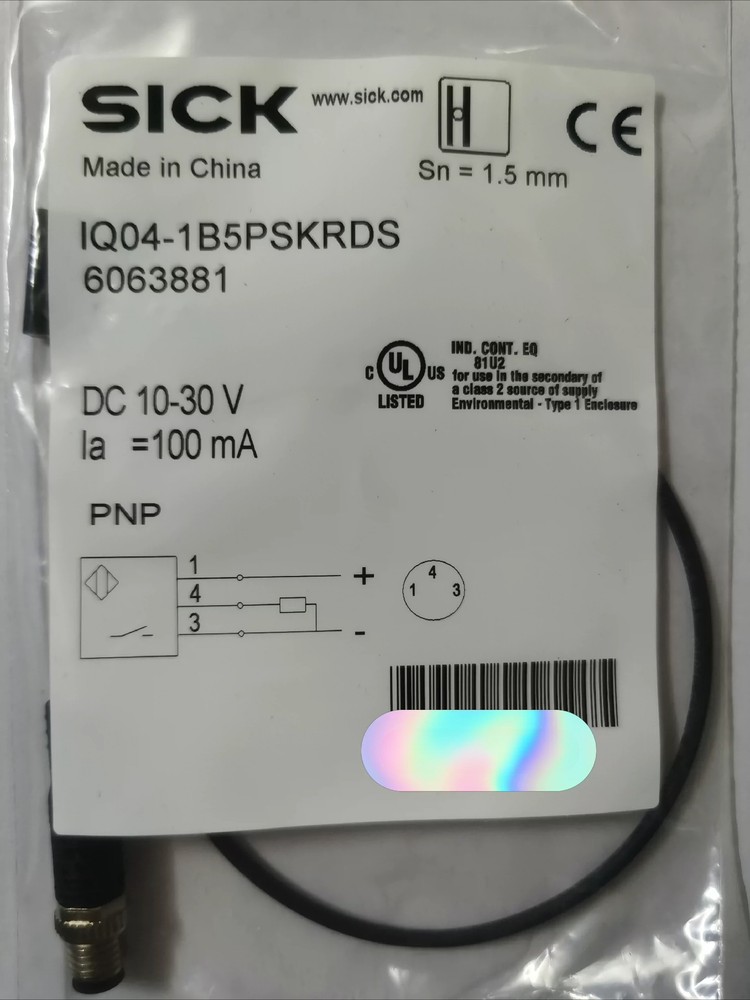 SICK www.sick.com
CE
Made in China
Sn = 1.5 mm
IQ04-1B5PSKRDS
6063881
C UL US
LISTED
IND. CONT. EQ
81U2
for use in the secondary of
a class 2 source of supply
Environmental - Type 1 Enclosure
DC 10-30 V
Ia =100 mA
PNP
1 +
4
3 -
4
1 3